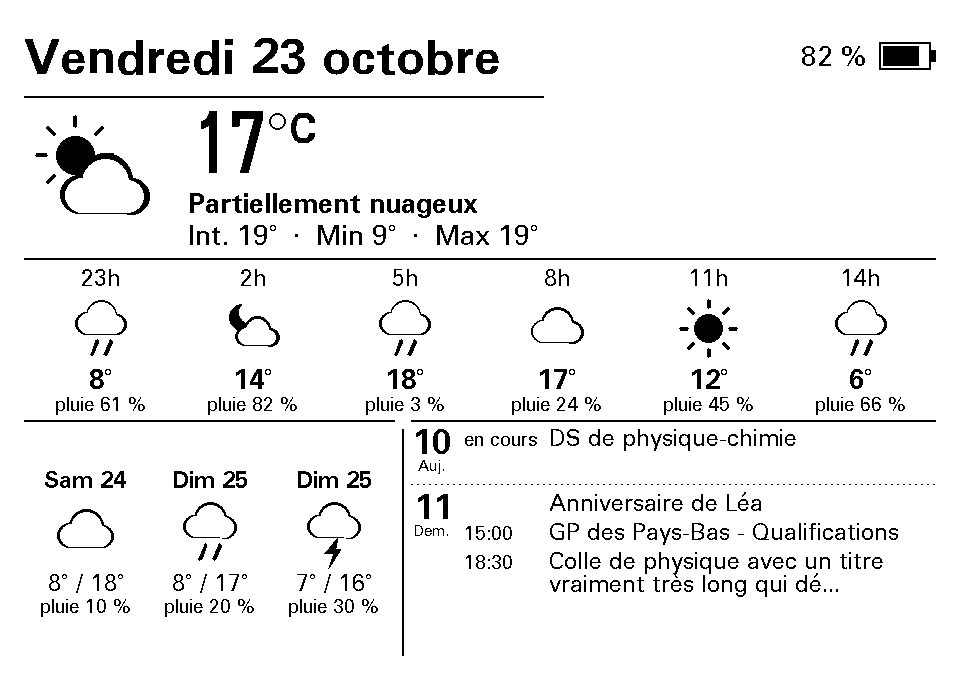 Vendredi 23 octobre
82 %
17°C
Partiellement nuageux
Int. 19° · Min 9° · Max 19°
23h 2h 5h 8h 11h 14h
8° 14° 18° 17° 12° 6°
pluie 61 % pluie 82 % pluie 3 % pluie 24 % pluie 45 % pluie 66 %
Sam 24 Dim 25 Dim 25
8° / 18° 8° / 17° 7° / 16°
pluie 10 % pluie 20 % pluie 30 %
10 en cours DS de physique-chimie
Auj.
11 Anniversaire de Léa
Dem. 15:00 GP des Pays-Bas - Qualifications
18:30 Colle de physique avec un titre
vraiment très long qui dé...